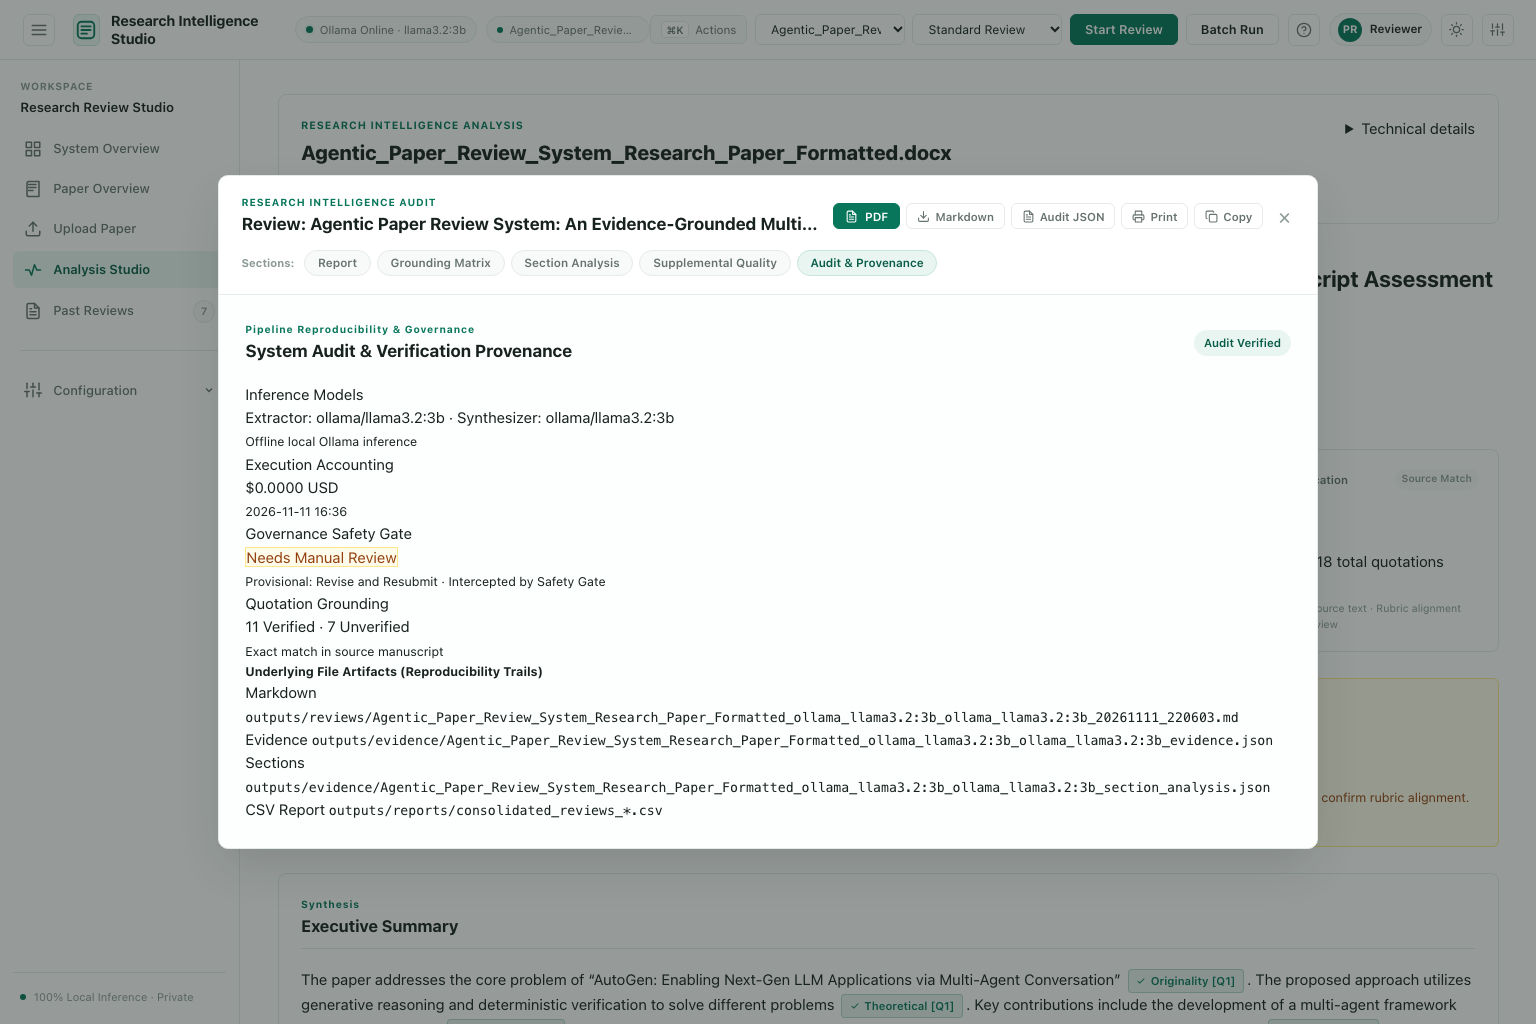 Research Intelligence
Studio
Ollama Online · llama3.2:3b
Agentic_Paper_Revie...
⌘K Actions
Agentic_Paper_Rev
Standard Review
Start Review
Batch Run
PR Reviewer
WORKSPACE
Research Review Studio
System Overview
Paper Overview
Upload Paper
Analysis Studio
Past Reviews 7
Configuration
100% Local Inference · Private
RESEARCH INTELLIGENCE ANALYSIS
Agentic_Paper_Review_System_Research_Paper_Formatted.docx
▶ Technical details
RESEARCH INTELLIGENCE AUDIT
Review: Agentic Paper Review System: An Evidence-Grounded Multi...
PDF
Markdown
Audit JSON
Print
Copy
Sections:
Report
Grounding Matrix
Section Analysis
Supplemental Quality
Audit & Provenance
Pipeline Reproducibility & Governance
System Audit & Verification Provenance
Audit Verified
Inference Models
Extractor: ollama/llama3.2:3b · Synthesizer: ollama/llama3.2:3b
Offline local Ollama inference
Execution Accounting
$0.0000 USD
2026-11-11 16:36
Governance Safety Gate
Needs Manual Review
Provisional: Revise and Resubmit · Intercepted by Safety Gate
Quotation Grounding
11 Verified · 7 Unverified
Exact match in source manuscript
Underlying File Artifacts (Reproducibility Trails)
Markdown
outputs/reviews/Agentic_Paper_Review_System_Research_Paper_Formatted_ollama_llama3.2:3b_ollama_llama3.2:3b_20261111_220603.md
Evidence outputs/evidence/Agentic_Paper_Review_System_Research_Paper_Formatted_ollama_llama3.2:3b_ollama_llama3.2:3b_evidence.json
Sections
outputs/evidence/Agentic_Paper_Review_System_Research_Paper_Formatted_ollama_llama3.2:3b_ollama_llama3.2:3b_section_analysis.json
CSV Report outputs/reports/consolidated_reviews_*.csv
cript Assessment
cation
Source Match
18 total quotations
ource text · Rubric alignment
view
confirm rubric alignment.
Synthesis
Executive Summary
The paper addresses the core problem of “AutoGen: Enabling Next-Gen LLM Applications via Multi-Agent Conversation” ✓ Originality [Q1] . The proposed approach utilizes
generative reasoning and deterministic verification to solve different problems ✓ Theoretical [Q1] . Key contributions include the development of a multi-agent framework